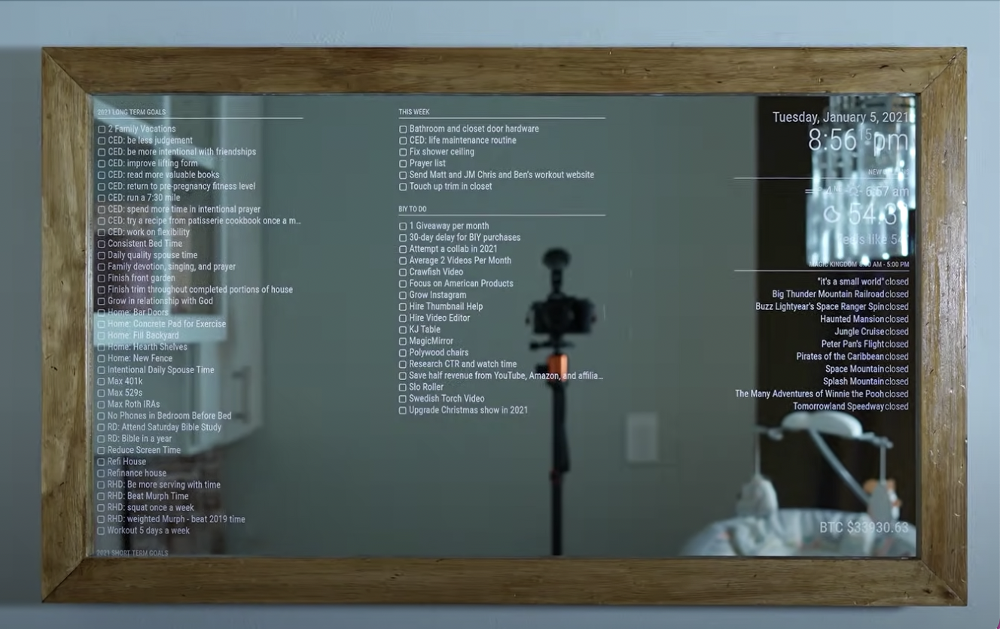 2021 LONG TERM GOALS
2 Family Vacations
CED: be less judgement
CED: be more intentional with friendships
CED: improve lifting form
CED: read more valuable books
CED: return to pre-pregnancy fitness level
CED: run a 7:30 mile
CED: spend more time in intentional prayer
CED: try a recipe from patisserie cookbook once a m...
CED: work on flexibility
Consistent Bed Time
Daily quality spouse time
Family devotion, singing, and prayer
Finish front garden
Finish trim throughout completed portions of house
Grow in relationship with God
Home: Bar Doors
Home: Concrete Pad for Exercise
Home: Fill Backyard
Home: Hearth Shelves
Home: New Fence
Intentional Daily Spouse Time
Max 401k
Max 529s
Max Roth IRAs
No Phones in Bedroom Before Bed
RD: Attend Saturday Bible Study
RD: Bible in a year
Reduce Screen Time
Refi House
Refinance house
RHD: Be more serving with time
RHD: Beat Murph Time
RHD: squat once a week
RHD: weighted Murph - beat 2019 time
Workout 5 days a week
2021 SHORT TERM GOALS
THIS WEEK
Bathroom and closet door hardware
CED: life maintenance routine
Fix shower ceiling
Prayer list
Send Matt and JM Chris and Ben's workout website
Touch up trim in closet
BIY TO DO
1 Giveaway per month
30-day delay for BIY purchases
Attempt a collab in 2021
Average 2 Videos Per Month
Crawfish Video
Focus on American Products
Grow Instagram
Hire Thumbnail Help
Hire Video Editor
KJ Table
MagicMirror
Polywood chairs
Research CTR and watch time
Save half revenue from YouTube, Amazon, and affilia...
Slo Roller
Swedish Torch Video
Upgrade Christmas show in 2021
Tuesday, January 5, 2021
8:56 15 pm
NEW
4 6:57 am
54.3°
Feels like 54°
MAGIC KINGDOM AM - 5:00 PM
"it's a small world" closed
Big Thunder Mountain Railroad closed
Buzz Lightyear's Space Ranger Spin closed
Haunted Mansion closed
Jungle Cruise closed
Peter Pan's Flight closed
Pirates of the Caribbean closed
Space Mountain closed
Splash Mountain closed
The Many Adventures of Winnie the Pooh closed
Tomorrowland Speedway closed
BTC $33930.63